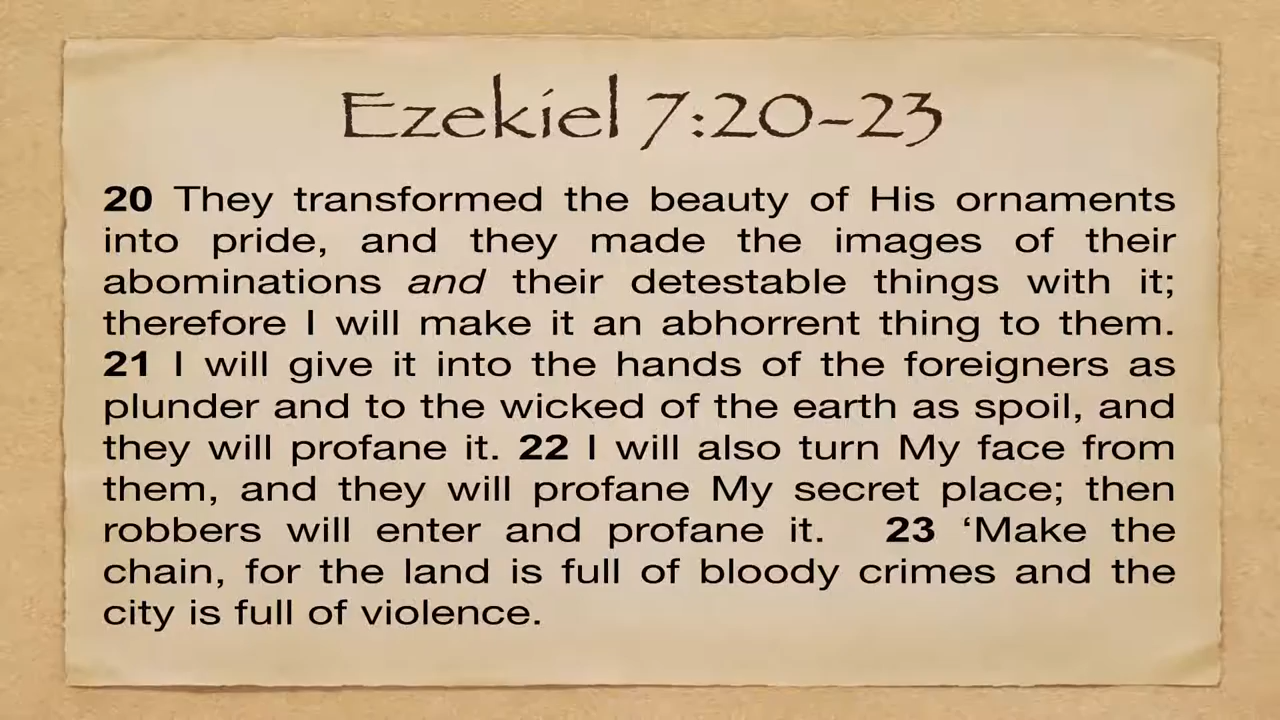 Ezekiel 7:20-23
20 They transformed the beauty of His ornaments
into pride, and they made the images of their
abominations and their detestable things with it;
therefore I will make it an abhorrent thing to them.
21 I will give it into the hands of the foreigners as
plunder and to the wicked of the earth as spoil, and
they will profane it. 22 I will also turn My face from
them, and they will profane My secret place; then
robbers will enter and profane it. 23 ‘Make the
chain, for the land is full of bloody crimes and the
city is full of violence.